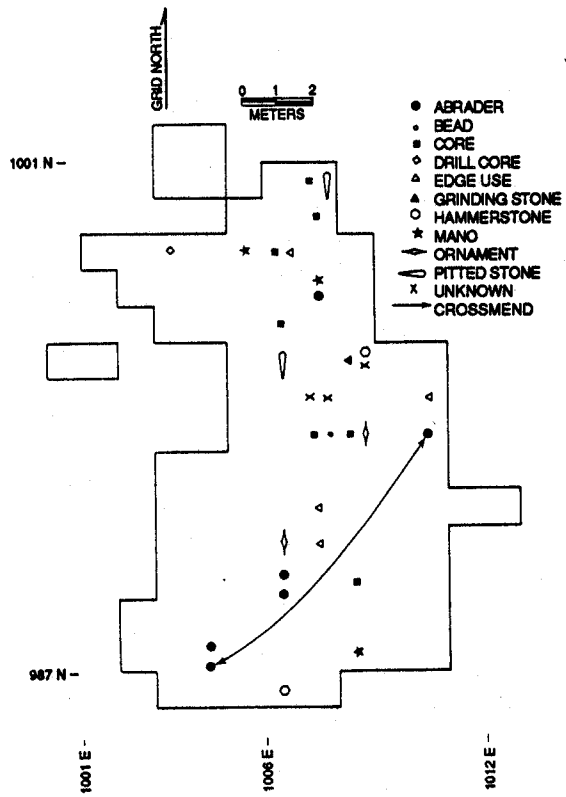 GRID NORTH
0 1 2
METERS
ABRADER
BEAD
CORE
DRILL CORE
EDGE USE
GRINDING STONE
HAMMERSTONE
MANO
ORNAMENT
PITTED STONE
UNKNOWN
CROSSMEND
1001 N –
987 N –
1001 E –
1006 E –
1012 E –